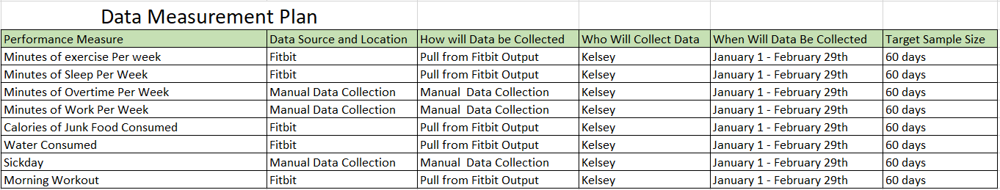 Data Measurement Plan
Performance Measure Data Source and Location How will Data be Collected Who Will Collect Data When Will Data Be Collected Target Sample Size
Minutes of exercise Per week Fitbit Pull from Fitbit Output Kelsey January 1 - February 29th 60 days
Minutes of Sleep Per Week Fitbit Pull from Fitbit Output Kelsey January 1 - February 29th 60 days
Minutes of Overtime Per Week Manual Data Collection Manual  Data Collection Kelsey January 1 - February 29th 60 days
Minutes of Work Per Week Manual Data Collection Manual  Data Collection Kelsey January 1 - February 29th 60 days
Calories of Junk Food Consumed Fitbit Pull from Fitbit Output Kelsey January 1 - February 29th 60 days
Water Consumed Fitbit Pull from Fitbit Output Kelsey January 1 - February 29th 60 days
Sickday Manual Data Collection Manual  Data Collection Kelsey January 1 - February 29th 60 days
Morning Workout Fitbit Pull from Fitbit Output Kelsey January 1 - February 29th 60 days